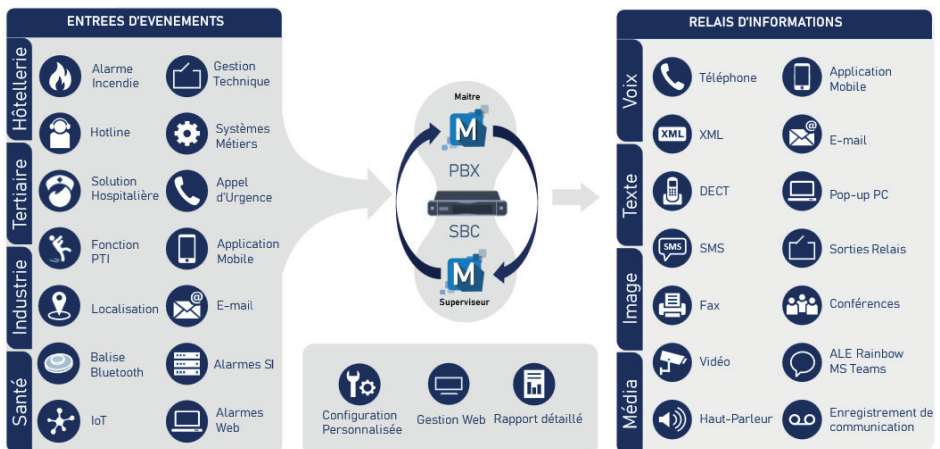 ENTREES D'EVENEMENTS
Hôtellerie
Tertiaire
Industrie
Santé
Alarme
Incendie
Gestion
Technique
Hotline
Systèmes
Métiers
Solution
Hospitalière
Appel
d'Urgence
Fonction
PTI
Application
Mobile
Localisation
@
E-mail
Balise
Bluetooth
Alarmes SI
IoT
Alarmes
Web
Maitre
M
PBX
SBC
M
Superviseur
Configuration
Personnalisée
Gestion Web
Rapport détaillé
RELAIS D'INFORMATIONS
Voix
Texte
Image
Média
Téléphone
Application
Mobile
XML
XML
@
E-mail
DECT
Pop-up PC
SMS
SMS
Sorties Relais
Fax
Conférences
Vidéo
ALE Rainbow
MS Teams
Haut-Parleur
Enregistrement de
communication